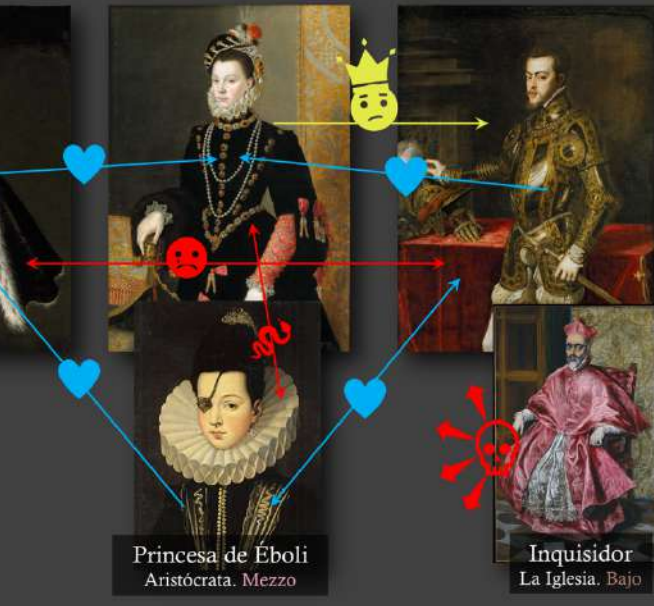 Princesa de Éboli
Aristócrata. Mezzo
Inquisidor
La Iglesia. Bajo